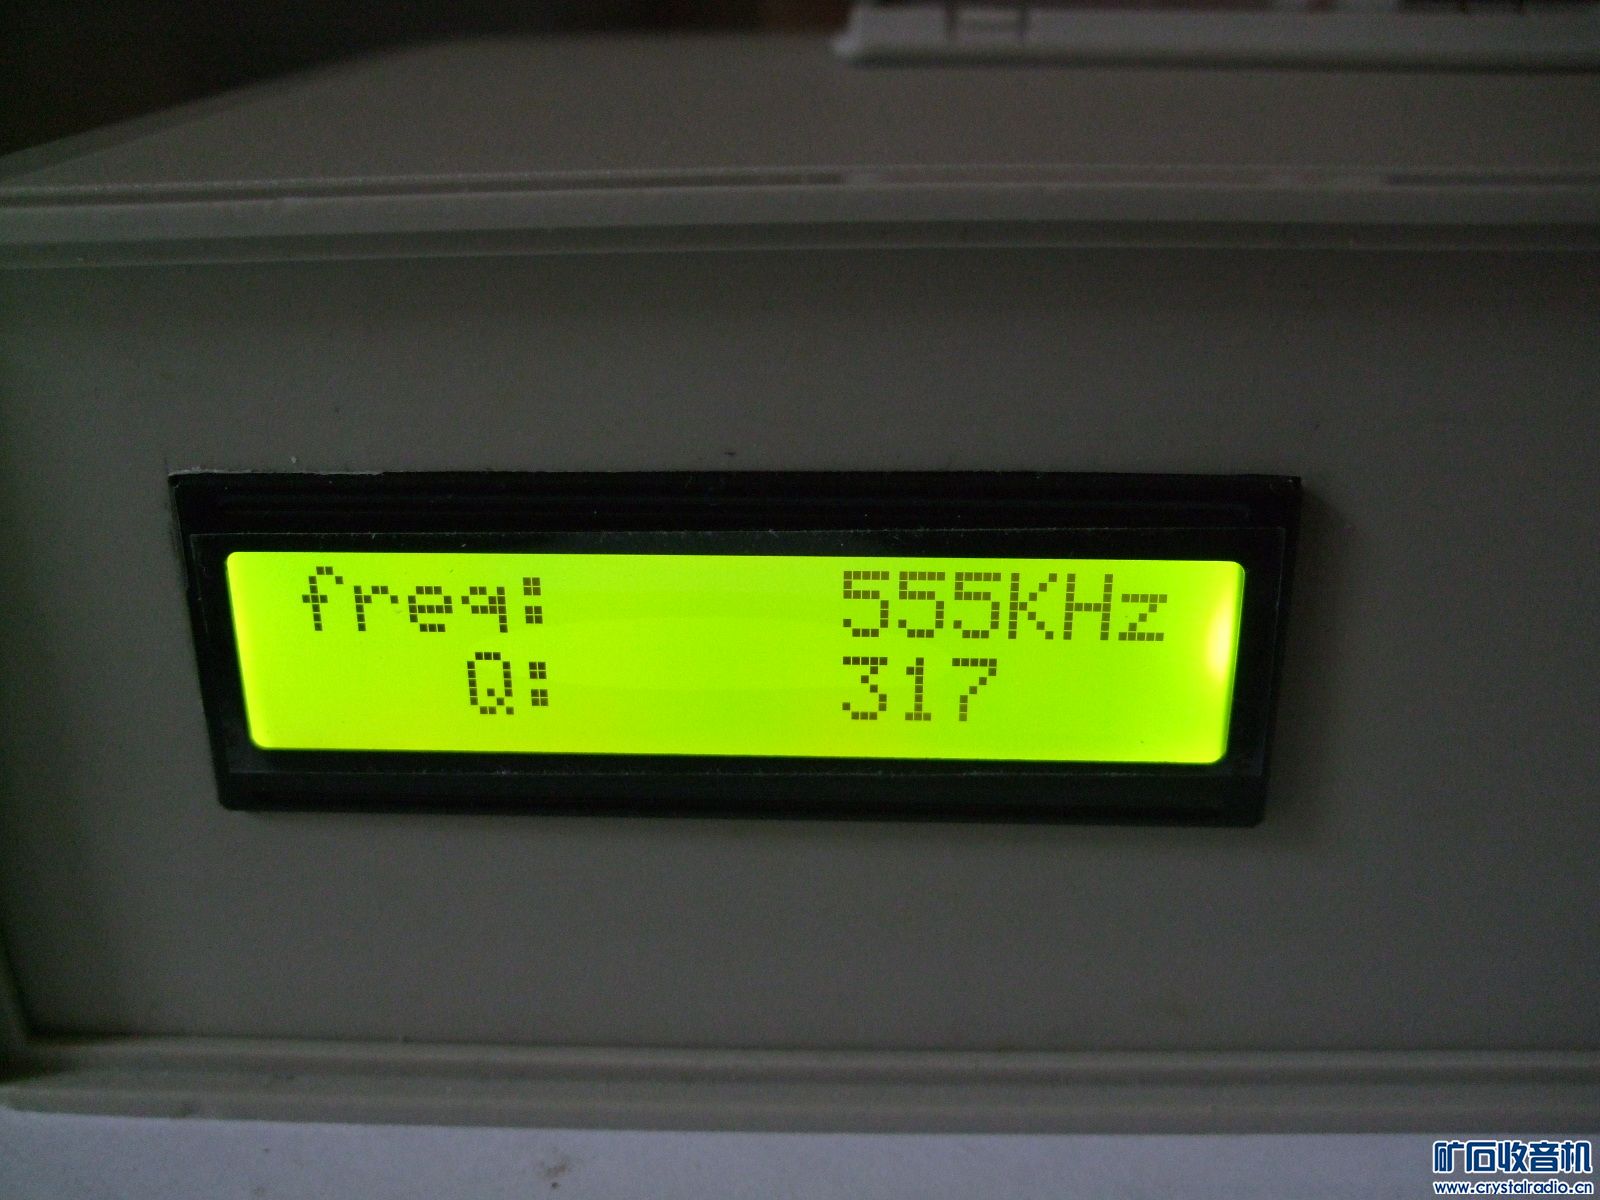 freq: 555KHz
Q: 317
矿石收音机
www.crystalradio.cn